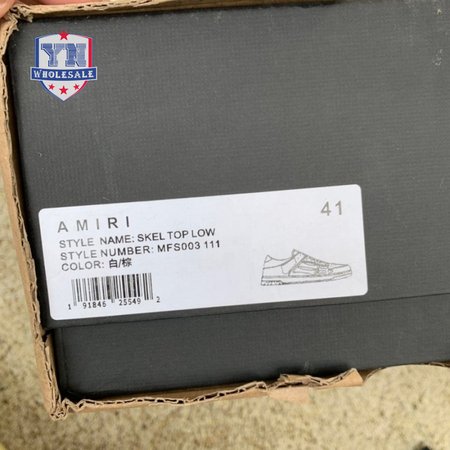 YN
WHOLESALE
AMIRI
41
STYLE NAME: SKEL TOP LOW
STYLE NUMBER: MFS003 111
COLOR: 白/棕
1 91846 25549 2